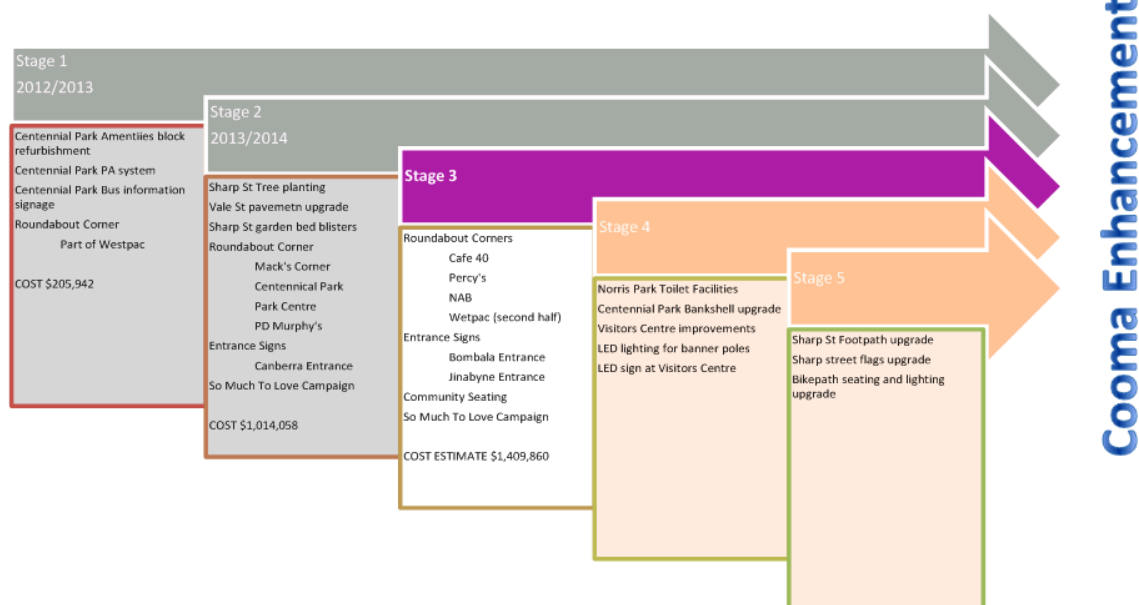 Stage 1
2012/2013
Centennial Park Amentiies block
refurbishment
Centennial Park PA system
Centennial Park Bus information
signage
Roundabout Corner
Part of Westpac
COST $205,942
Stage 2
2013/2014
Sharp St Tree planting
Vale St pavemetn upgrade
Sharp St garden bed blisters
Roundabout Corner
Mack's Corner
Centennical Park
Park Centre
PD Murphy's
Entrance Signs
Canberra Entrance
So Much To Love Campaign
COST $1,014,058
Stage 3
Roundabout Corners
Cafe 40
Percy's
NAB
Wetpac (second half)
Entrance Signs
Bombala Entrance
Jinabyne Entrance
Community Seating
So Much To Love Campaign
COST ESTIMATE $1,409,860
Stage 4
Norris Park Toilet Facilities
Centennial Park Bankshell upgrade
Visitors Centre improvements
LED lighting for banner poles
LED sign at Visitors Centre
Stage 5
Sharp St Footpath upgrade
Sharp street flags upgrade
Bikepath seating and lighting
upgrade
Cooma Enhancement